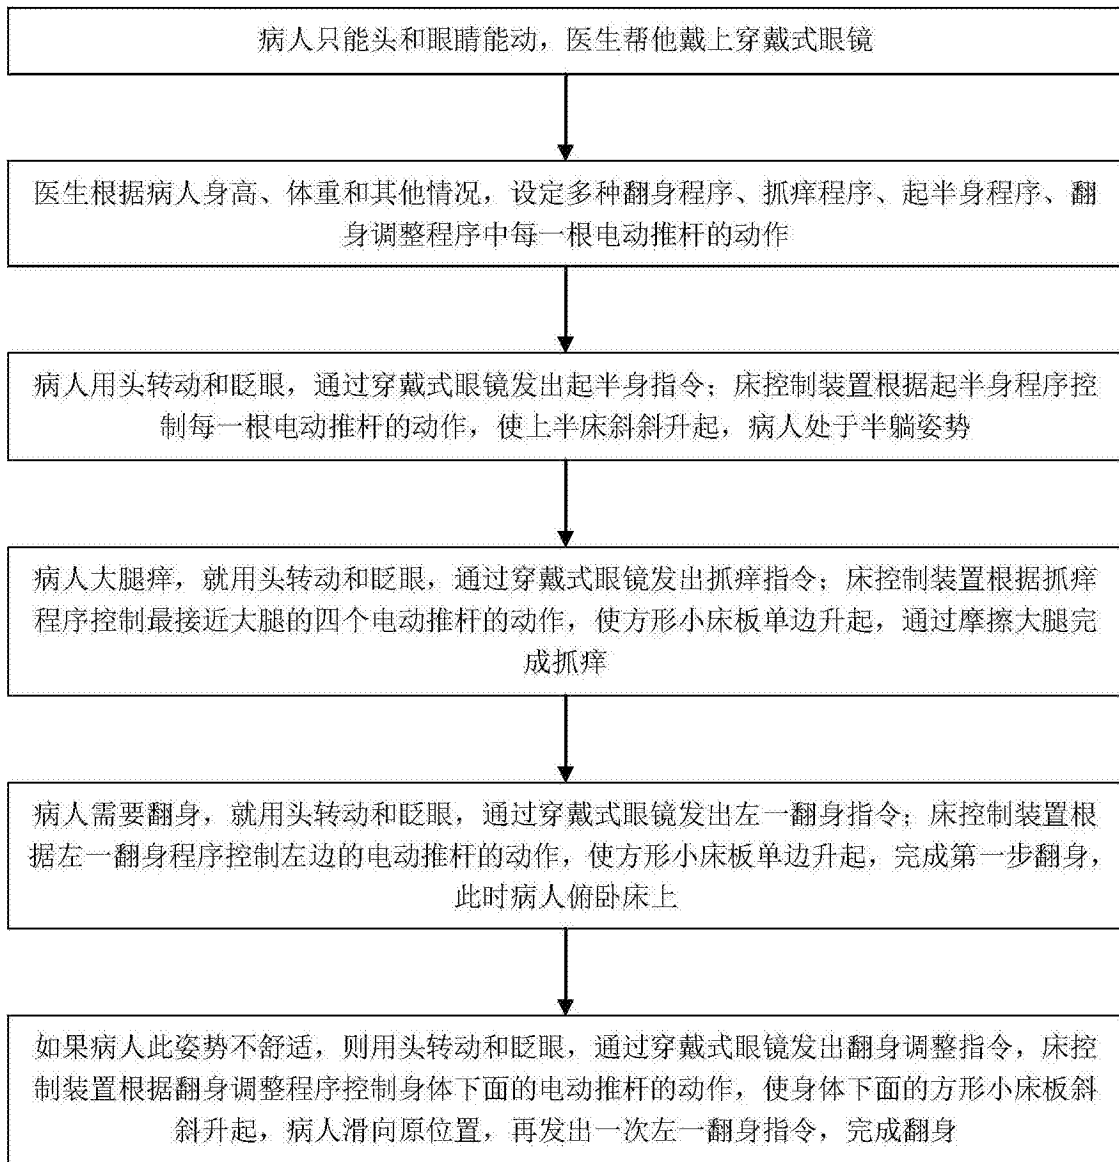 病人只能头和眼睛能动，医生帮他戴上穿戴式眼镜
医生根据病人身高、体重和其他情况，设定多种翻身程序、抓痒程序、起半身程序、翻
身调整程序中每一根电动推杆的动作
病人用头转动和眨眼，通过穿戴式眼镜发出起半身指令；床控制装置根据起半身程序控
制每一根电动推杆的动作，使上半床斜斜升起，病人处于半躺姿势
病人大腿痒，就用头转动和眨眼，通过穿戴式眼镜发出抓痒指令；床控制装置根据抓痒
程序控制最接近大腿的四个电动推杆的动作，使方形小床板单边升起，通过摩擦大腿完
成抓痒
病人需要翻身，就用头转动和眨眼，通过穿戴式眼镜发出左一翻身指令；床控制装置根
据左一翻身程序控制左边的电动推杆的动作，使方形小床板单边升起，完成第一步翻身，
此时病人俯卧床上
如果病人此姿势不舒适，则用头转动和眨眼，通过穿戴式眼镜发出翻身调整指令，床控
制装置根据翻身调整程序控制身体下面的电动推杆的动作，使身体下面的方形小床板斜
斜升起，病人滑向原位置，再发出一次左一翻身指令，完成翻身